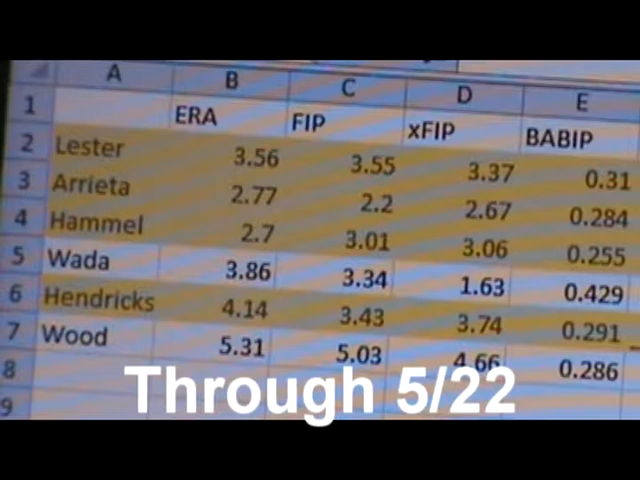 A B C D E
1 ERA FIP xFIP BABIP
2 Lester 3.56 3.55 3.37 0.31
3 Arrieta 2.77 2.2 2.67 0.284
4 Hammel 2.7 3.01 3.06 0.255
5 Wada 3.86 3.34 1.63 0.429
6 Hendricks 4.14 3.43 3.74 0.291
7 Wood 5.31 5.03 4.66 0.286
8
9
Through 5/22